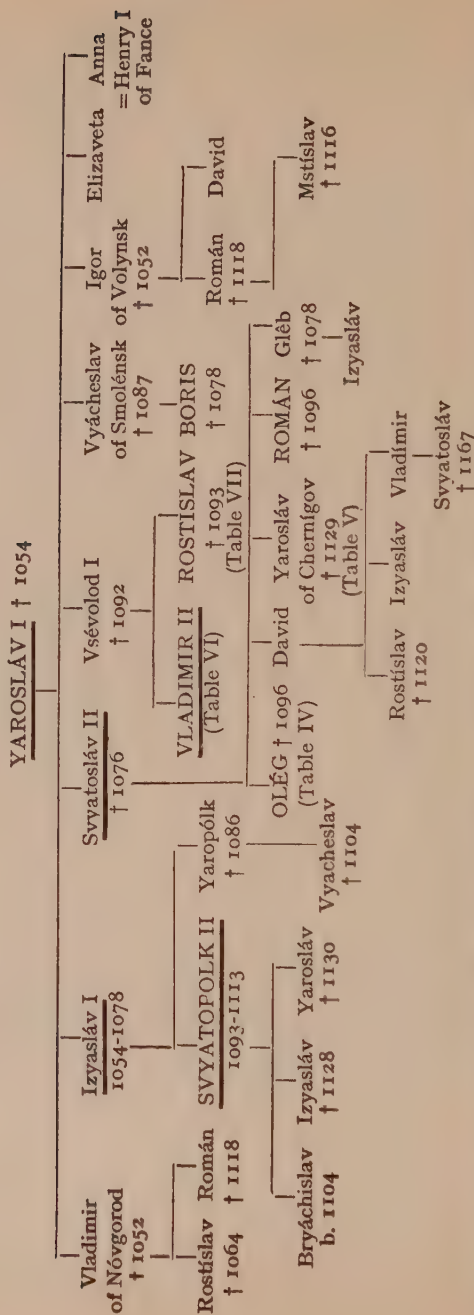 YAROSLÁV I † 1054
Vladimir
of Nóvgorod
† 1052
Izyasláv I
1054-1078
Svyatosláv II
† 1076
Vsévolod I
† 1092
Vyácheslav
of Smolénsk
† 1087
Igor
of Volynsk
† 1052
Elizaveta
Anna
= Henry I
of Fance
Rostíslav
† 1064
Román
† 1118
SVYATOPOLK II
1093-1113
Yaropólk
† 1086
VLADIMIR II
(Table VI)
ROSTISLAV
† 1093
(Table VII)
BORIS
† 1078
Román
† 1118
David
Bryáchislav
b. 1104
Izyasláv
† 1128
Yarosláv
† 1130
Vyacheslav
† 1104
OLÉG † 1096
(Table IV)
David
Yarosláv
of Chernígov
† 1129
(Table V)
ROMÁN
† 1096
Glêb
† 1078
Mstíslav
† 1116
Izyasláv
Rostíslav
† 1120
Izyasláv
Vladímir
Svyatosláv
† 1167